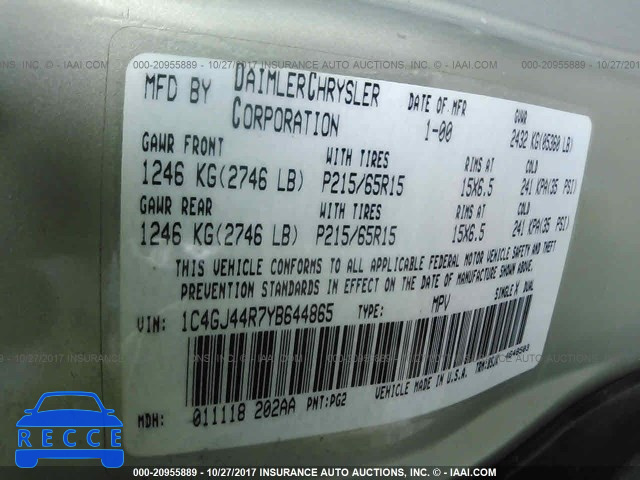 000-20955889 - 10/27/2017 INSURANCE AUTO AUCTIONS, INC. - IAAI.COM
MFD BY DAIMLERCHRYSLER CORPORATION
DATE OF MFR
1-00
GVWR
2432 KG(05360 LB)
GAWR FRONT WITH TIRES RIMS AT COLD
1246 KG(2746 LB) P215/65R15 15X6.5 241 KPA(35 PSI)
GAWR REAR WITH TIRES RIMS AT COLD
1246 KG(2746 LB) P215/65R15 15X6.5 241 KPA(35 PSI)
THIS VEHICLE CONFORMS TO ALL APPLICABLE FEDERAL MOTOR VEHICLE SAFETY AND THEFT
PREVENTION STANDARDS IN EFFECT ON THE DATE OF MANUFACTURE SHOWN ABOVE.
VIN: 1C4GJ44R7YB644865 MPV SINGLE X DUAL
MDH: 011118 202AA PNT:PG2 VEHICLE MADE IN U.S.A.
RECCE
000-20955889 - 10/27/2017 INSURANCE AUTO AUCTIONS, INC. - IAAI.COM